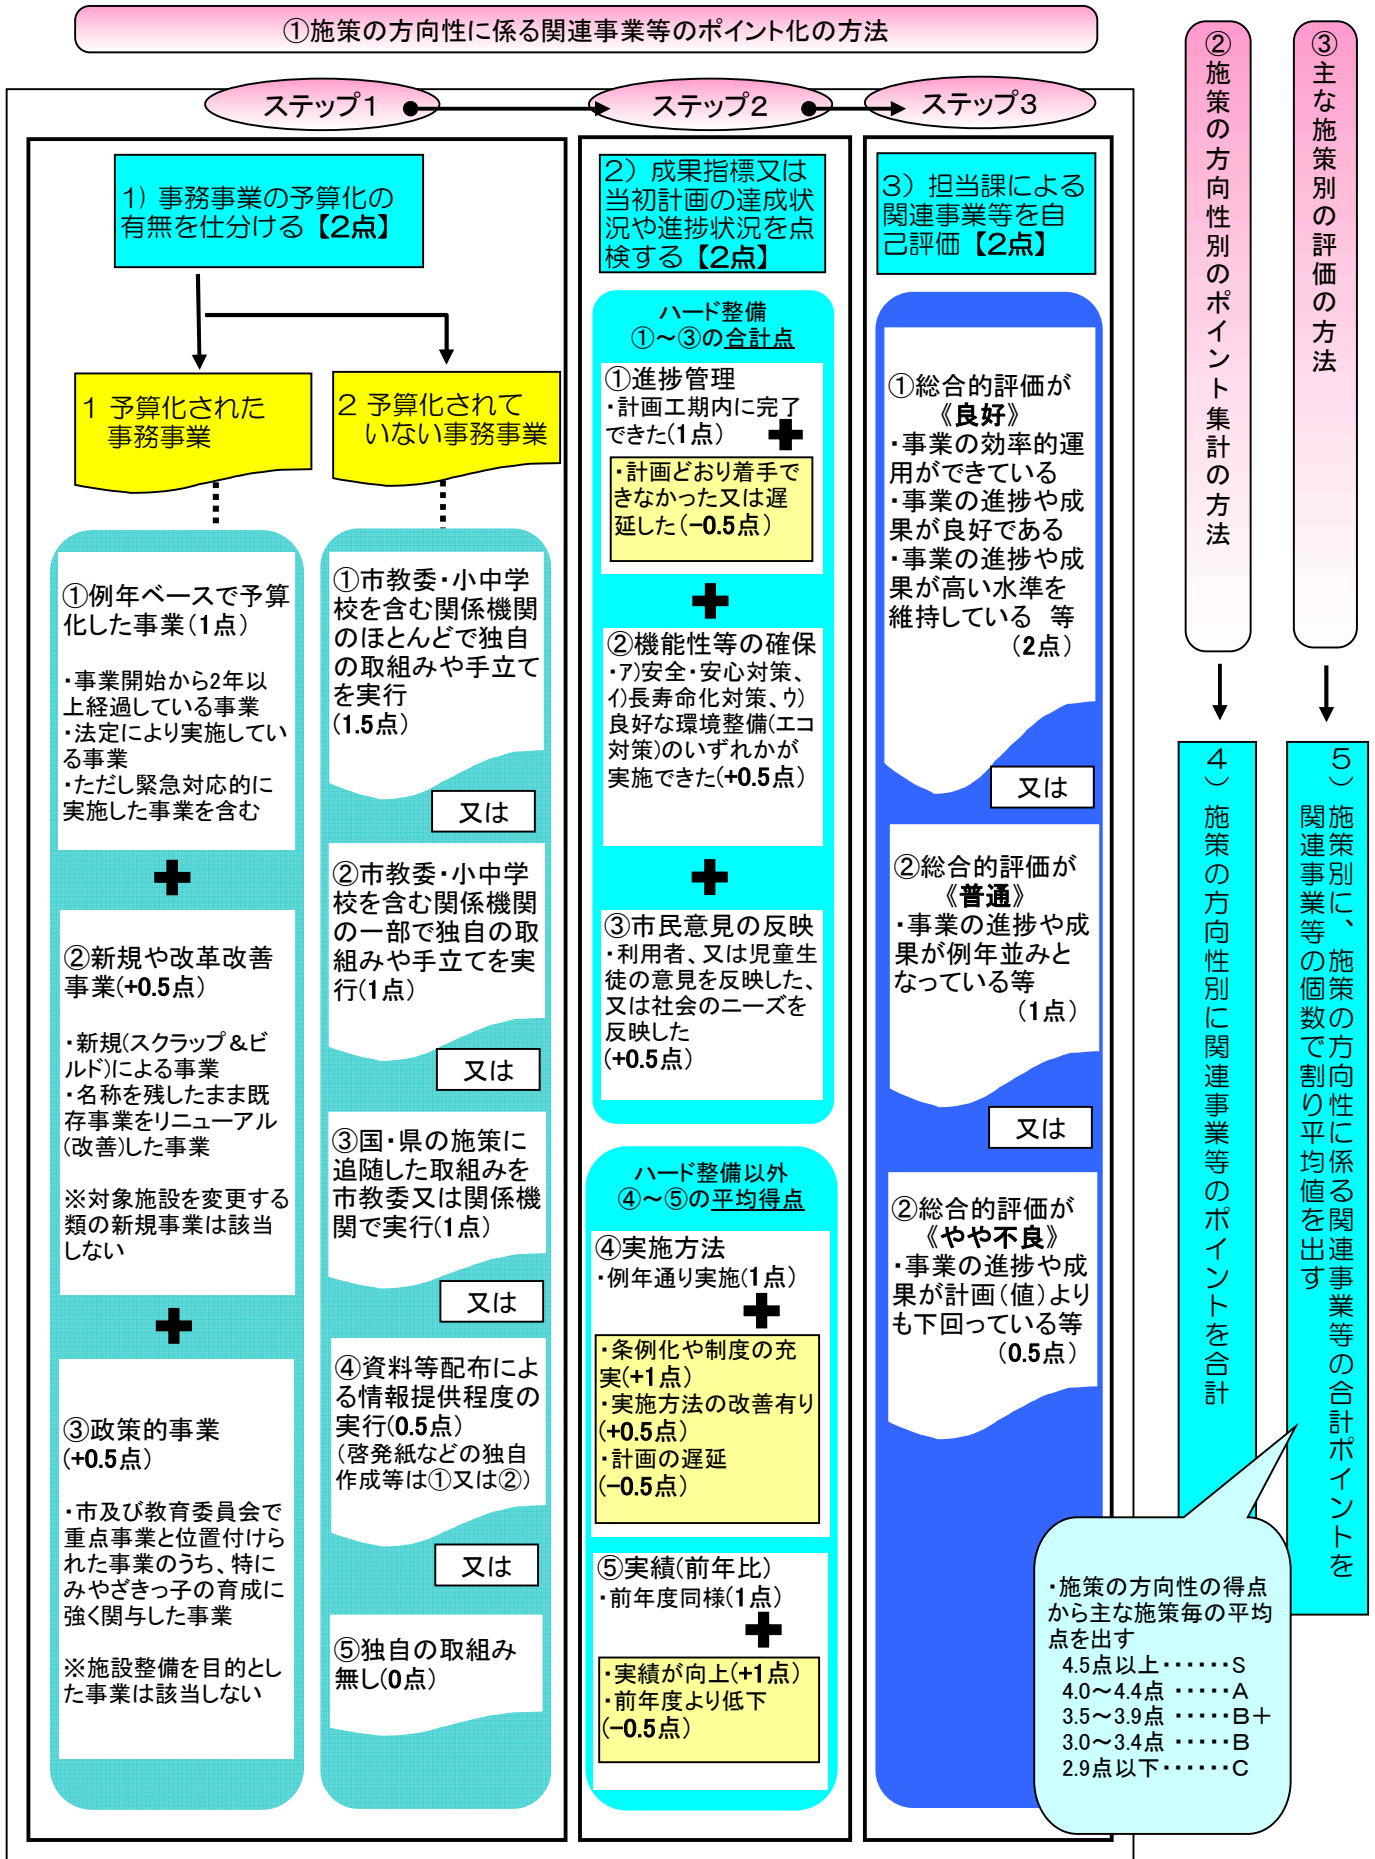 ①施策の方向性に係る関連事業等のポイント化の方法
ステップ1
ステップ2
ステップ3
1）事務事業の予算化の
有無を仕分ける【2点】
1 予算化された
事務事業
2 予算化されて
いない事務事業
①例年ベースで予算
化した事業(1点)
・事業開始から2年以
上経過している事業
・法定により実施してい
る事業
・ただし緊急対応的に
実施した事業を含む
②新規や改革改善
事業(+0.5点)
・新規(スクラップ&ビ
ルド)による事業
・名称を残したまま既
存事業をリニューアル
(改善)した事業
※対象施設を変更する
類の新規事業は該当
しない
③政策的事業
(+0.5点)
・市及び教育委員会で
重点事業と位置付けら
れた事業のうち、特に
みやざきっ子の育成に
強く関与した事業
※施設整備を目的とし
た事業は該当しない
①市教委・小中学
校を含む関係機関
のほとんどで独自
の取組みや手立て
を実行
(1.5点)
又は
②市教委・小中学
校を含む関係機関
の一部で独自の取
組みや手立てを実
行(1点)
又は
③国・県の施策に
追随した取組みを
市教委又は関係機
関で実行(1点)
又は
④資料等配布によ
る情報提供程度の
実行(0.5点)
(啓発紙などの独自
作成等は①又は②)
又は
⑤独自の取組み
無し(0点)
2）成果指標又は
当初計画の達成状
況や進捗状況を点
検する【2点】
ハード整備
①～③の合計点
①進捗管理
・計画工期内に完了
できた(1点)
・計画どおり着手で
きなかった又は遅
延した(−0.5点)
②機能性等の確保
・ア)安全・安心対策、
イ)長寿命化対策、ウ)
良好な環境整備(エコ
対策)のいずれかが
実施できた(+0.5点)
③市民意見の反映
・利用者、又は児童生
徒の意見を反映した、
又は社会のニーズを
反映した
(+0.5点)
ハード整備以外
④～⑤の平均得点
④実施方法
・例年通り実施(1点)
・条例化や制度の充
実(+1点)
・実施方法の改善有り
(+0.5点)
・計画の遅延
(−0.5点)
⑤実績(前年比)
・前年度同様(1点)
・実績が向上(+1点)
・前年度より低下
(−0.5点)
3）担当課による
関連事業等を自
己評価【2点】
①総合的評価が
《良好》
・事業の効率的運
用ができている
・事業の進捗や成
果が良好である
・事業の進捗や成
果が高い水準を
維持している 等
(2点)
又は
②総合的評価が
《普通》
・事業の進捗や成
果が例年並みと
なっている等
(1点)
又は
②総合的評価が
《やや不良》
・事業の進捗や成
果が計画(値)より
も下回っている等
(0.5点)
②施策の方向性別のポイント集計の方法
4）施策の方向性別に関連事業等のポイントを合計
③主な施策別の評価の方法
5）施策別に、施策の方向性に係る関連事業等の合計ポイントを
関連事業等の個数で割り平均値を出す
・施策の方向性の得点
から主な施策毎の平均
点を出す
4.5点以上・・・・・・S
4.0～4.4点 ・・・・・A
3.5～3.9点 ・・・・・B+
3.0～3.4点 ・・・・・B
2.9点以下・・・・・・C